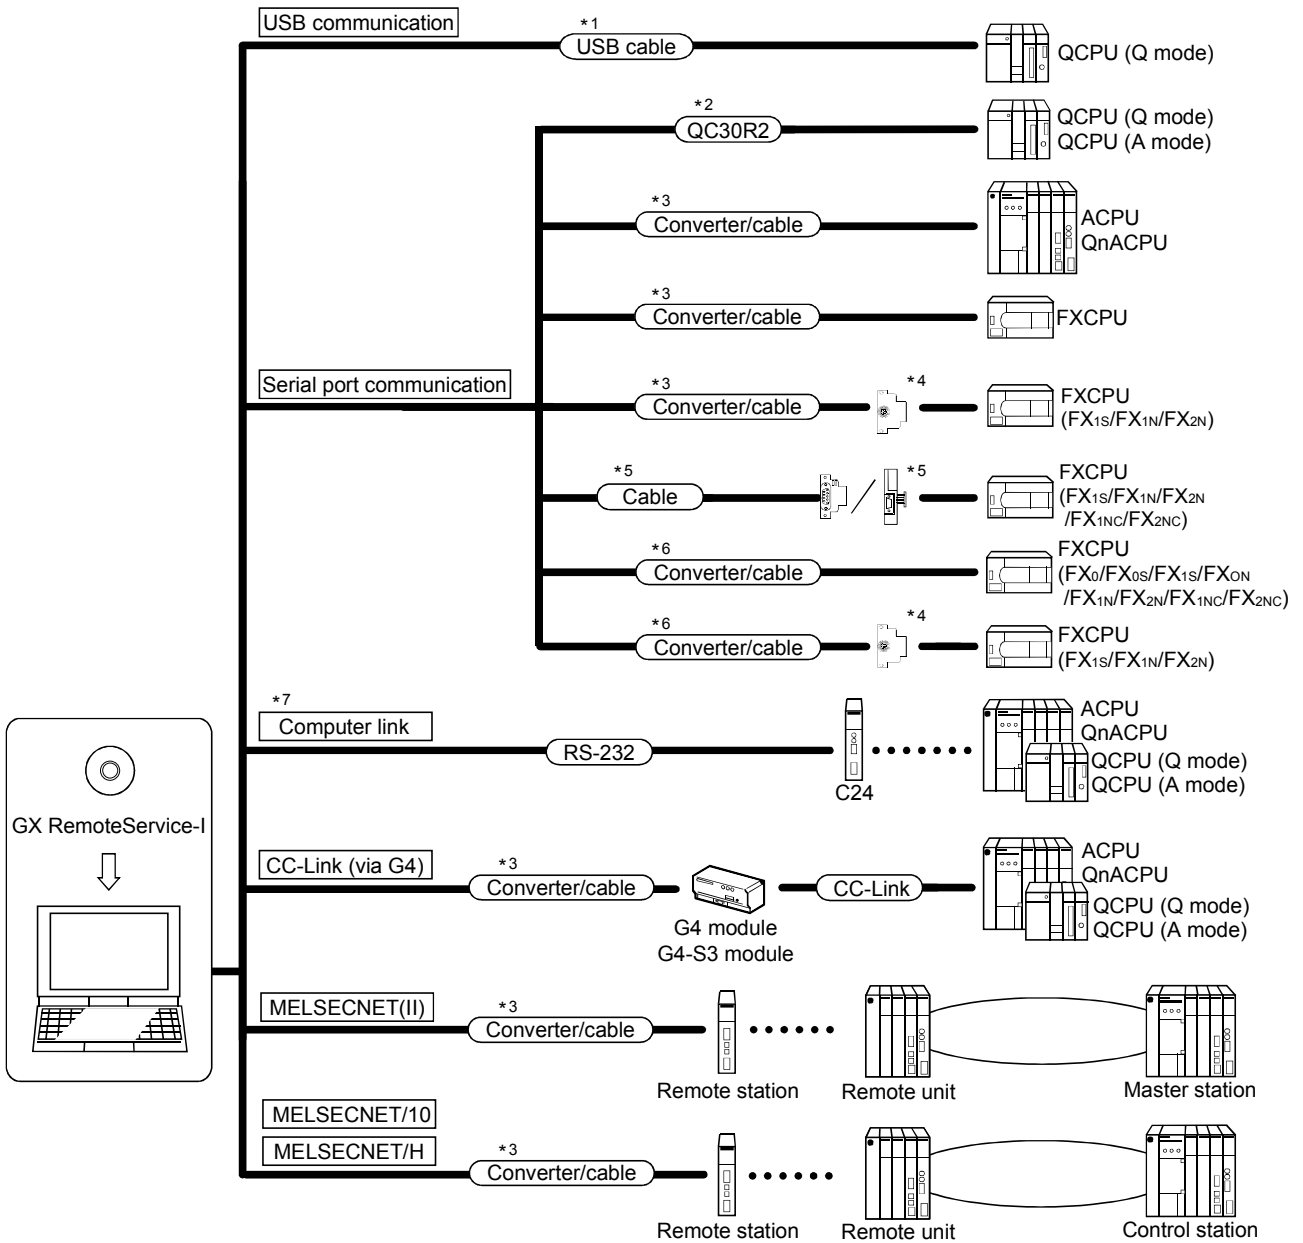 USB communication
*1
USB cable
QCPU (Q mode)
*2
QC30R2
QCPU (Q mode)
QCPU (A mode)
*3
Converter/cable
ACPU
QnACPU
*3
Converter/cable
FXCPU
Serial port communication
*3
Converter/cable
*4
FXCPU
(FX1S/FX1N/FX2N)
*5
Cable
/
*5
FXCPU
(FX1S/FX1N/FX2N
/FX1NC/FX2NC)
*6
Converter/cable
FXCPU
(FX0/FX0S/FX1S/FXON
/FX1N/FX2N/FX1NC/FX2NC)
*6
Converter/cable
*4
FXCPU
(FX1S/FX1N/FX2N)
*7
Computer link
RS-232
C24
ACPU
QnACPU
QCPU (Q mode)
QCPU (A mode)
GX RemoteService-I
CC-Link (via G4)
*3
Converter/cable
G4 module
G4-S3 module
CC-Link
ACPU
QnACPU
QCPU (Q mode)
QCPU (A mode)
MELSECNET(II)
*3
Converter/cable
Remote station
Remote unit
Master station
MELSECNET/10
MELSECNET/H
*3
Converter/cable
Remote station
Remote unit
Control station